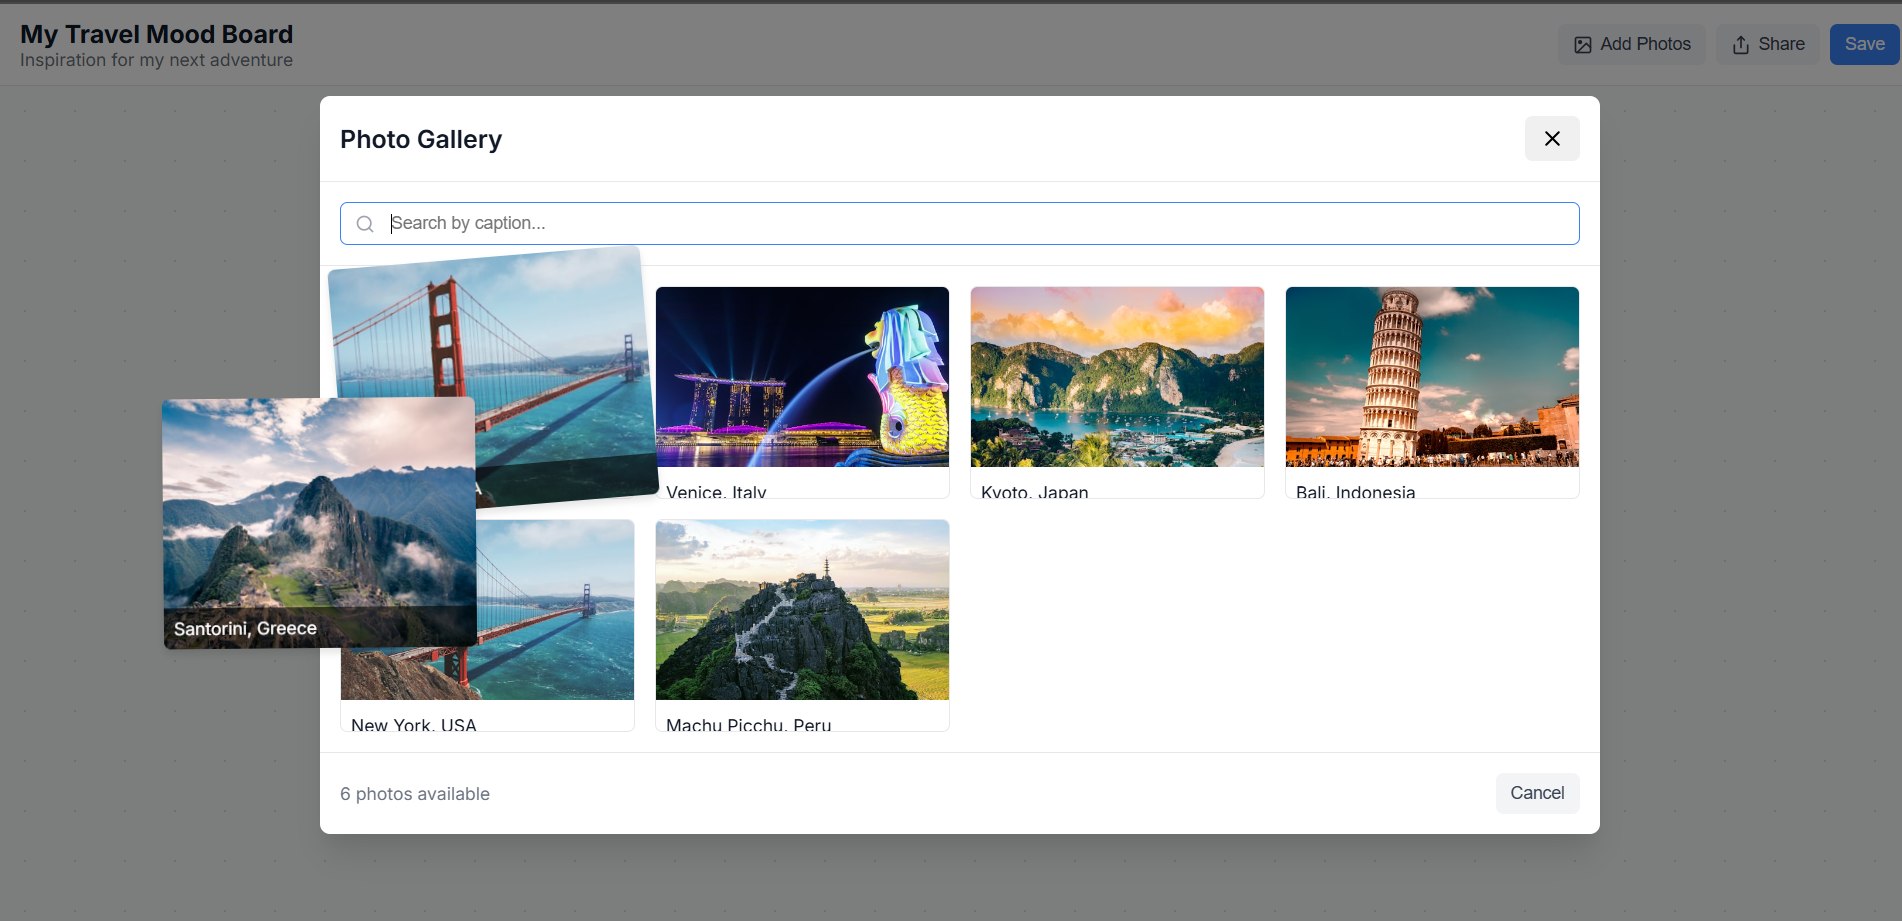 My Travel Mood Board
Inspiration for my next adventure
Add Photos
Share
Save
Photo Gallery
Search by caption...
Venice, Italy
Kyoto, Japan
Bali, Indonesia
Santorini, Greece
New York, USA
Machu Picchu, Peru
6 photos available
Cancel